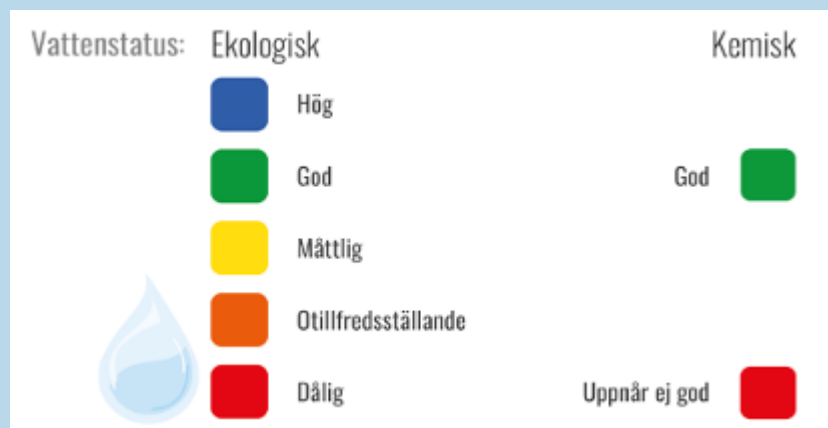 Vattenstatus: Ekologisk Kemisk
Hög
God God
Måttlig
Otillfredsställande
Dålig Uppnår ej god